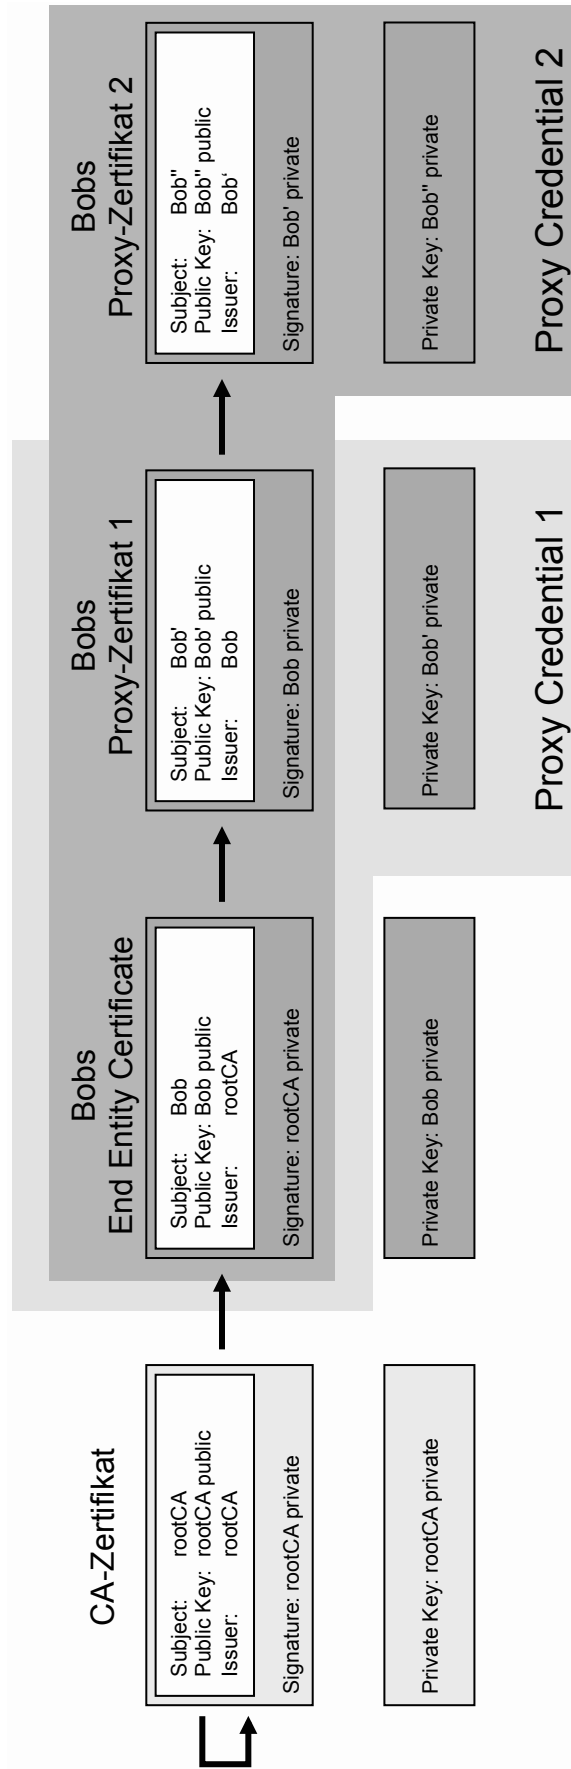 CA-Zertifikat
Subject: rootCA
Public Key: rootCA public
Issuer: rootCA
Signature: rootCA private
Private Key: rootCA private
Bobs
End Entity Certificate
Subject: Bob
Public Key: Bob public
Issuer: rootCA
Signature: rootCA private
Private Key: Bob private
Bobs
Proxy-Zertifikat 1
Subject: Bob'
Public Key: Bob' public
Issuer: Bob
Signature: Bob private
Private Key: Bob' private
Proxy Credential 1
Bobs
Proxy-Zertifikat 2
Subject: Bob"
Public Key: Bob" public
Issuer: Bob‘
Signature: Bob' private
Private Key: Bob" private
Proxy Credential 2